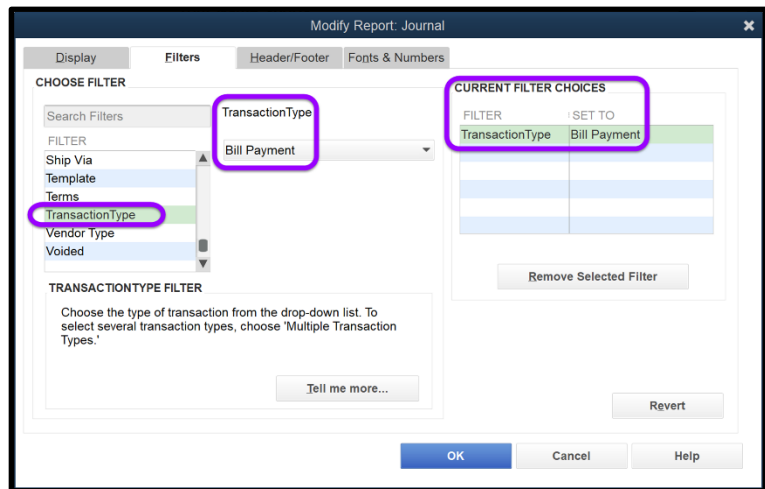 Modify Report: Journal
Display Filters Header/Footer Fonts & Numbers
CHOOSE FILTER
Search Filters
FILTER
Ship Via
Template
Terms
TransactionType
Vendor Type
Voided
TransactionType
Bill Payment
TRANSACTIONTYPE FILTER
Choose the type of transaction from the drop-down list. To
select several transaction types, choose 'Multiple Transaction
Types.'
Tell me more...
CURRENT FILTER CHOICES
FILTER SET TO
TransactionType Bill Payment
Remove Selected Filter
Revert
OK Cancel Help